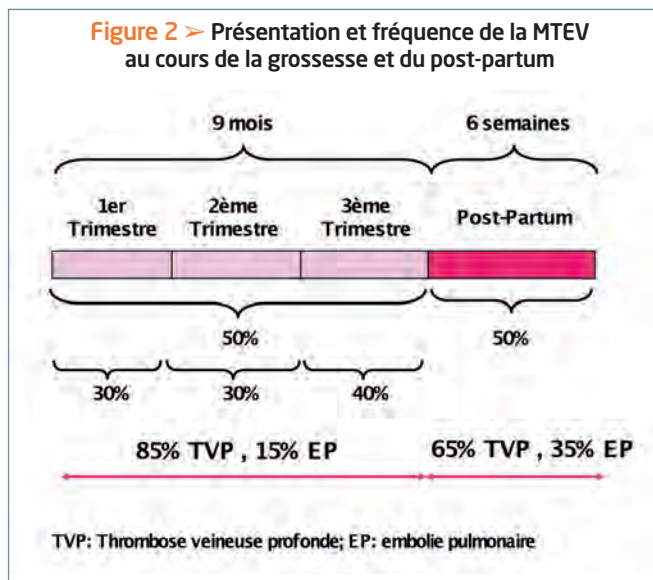 Figure 2 ➢ Présentation et fréquence de la MTEV
au cours de la grossesse et du post-partum
9 mois
6 semaines
1er
Trimestre
2ème
Trimestre
3ème
Trimestre
Post-Partum
50%
50%
30%
30%
40%
85% TVP , 15% EP
65% TVP , 35% EP
TVP: Thrombose veineuse profonde; EP: embolie pulmonaire